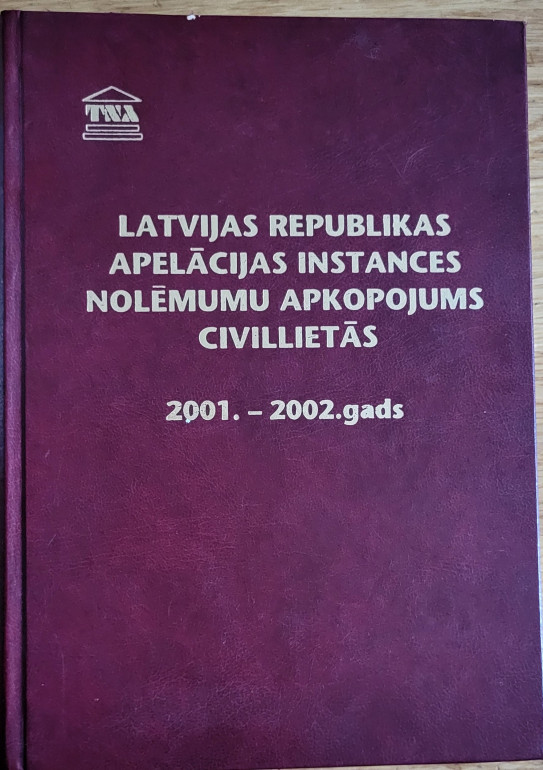 TNA
LATVIJAS REPUBLIKAS
APELĀCIJAS INSTANCES
NOLĒMUMU APKOPOJUMS
CIVILLIETĀS
2001. – 2002.gads